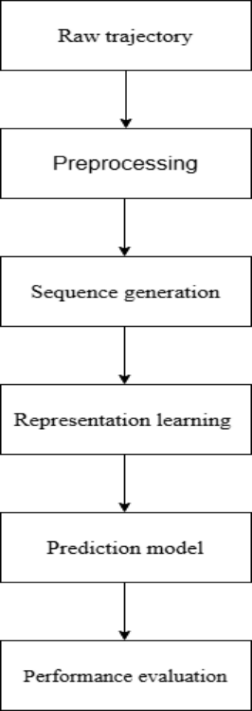 Raw trajectory
Preprocessing
Sequence generation
Representation learning
Prediction model
Performance evaluation